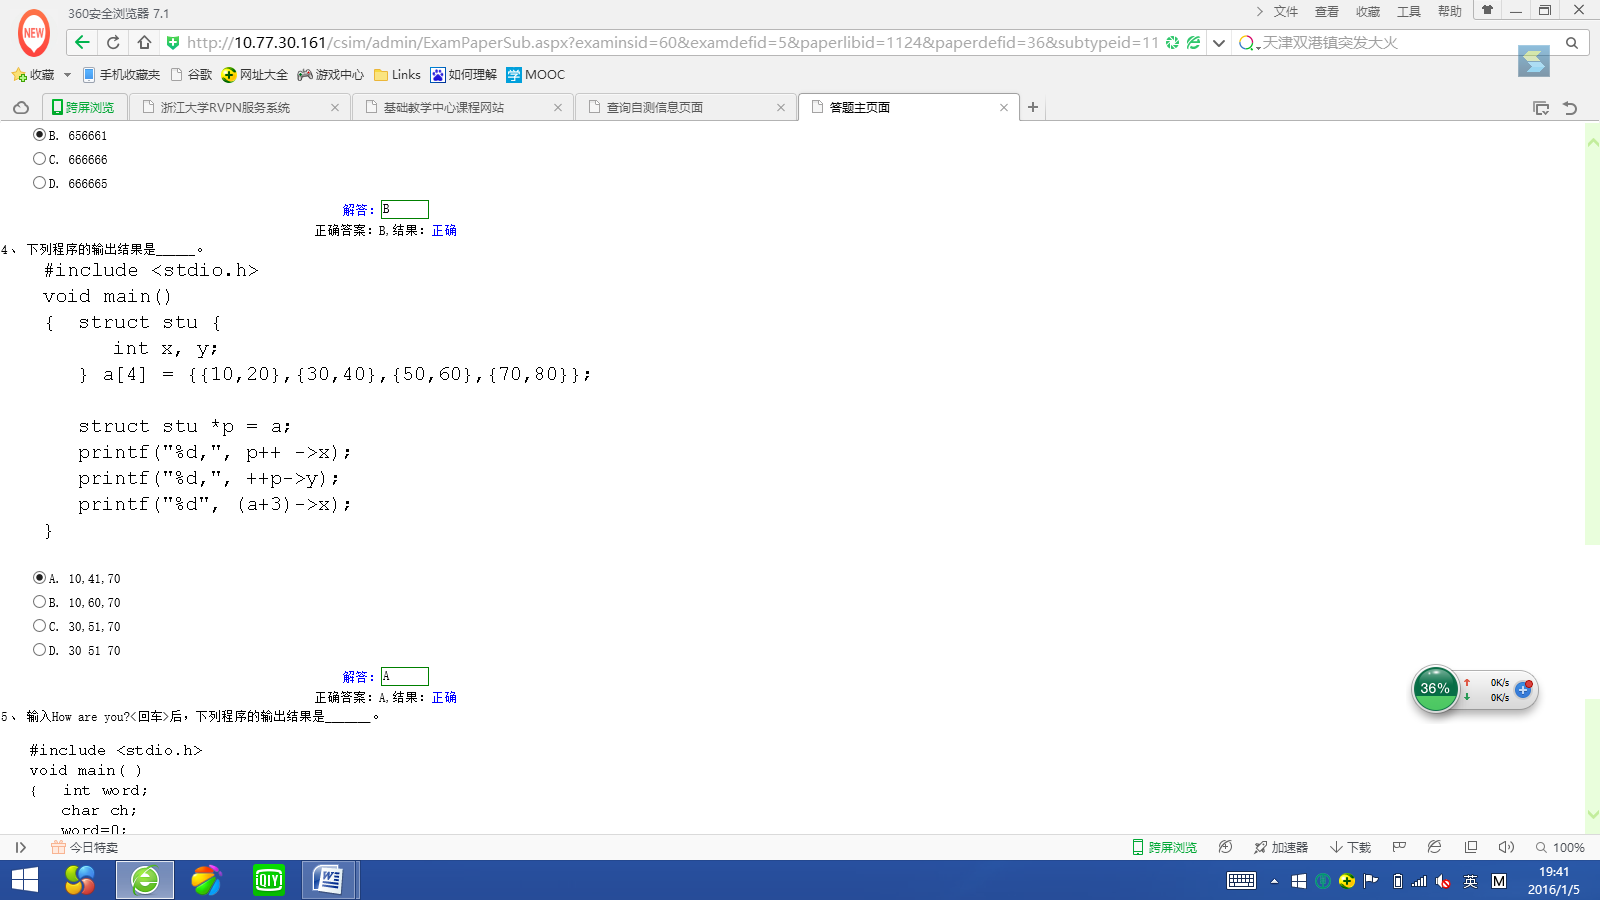 360安全浏览器 7.1
文件 查看 收藏 工具 帮助
NEW
http://10.77.30.161/csim/admin/ExamPaperSub.aspx?examinsid=60&examdefid=5&paperlibid=1124&paperdefid=36&subtypeid=11
天津双港镇突发大火
收藏 手机收藏夹 谷歌 网址大全 游戏中心 Links 如何理解 学 MOOC
跨屏浏览 浙江大学RVPN服务系统 基础教学中心课程网站 查询自测信息页面 答题主页面
B. 656661
C. 666666
D. 666665
解答: B
正确答案: B,结果: 正确
4、下列程序的输出结果是______。
#include <stdio.h>
void main()
{ struct stu {
int x, y;
} a[4] = {{10,20},{30,40},{50,60},{70,80}};
struct stu *p = a;
printf("%d,", p++ ->x);
printf("%d,", ++p->y);
printf("%d", (a+3)->x);
}
A. 10,41,70
B. 10,60,70
C. 30,51,70
D. 30 51 70
解答: A
正确答案: A,结果: 正确
36% 0K/s
0K/s
5、输入How are you?<回车>后，下列程序的输出结果是_______。
#include <stdio.h>
void main( )
{ int word;
char ch;
word=0;
今日特卖 跨屏浏览 加速器 下载 100%
QIYI 英 M 19:41
2016/1/5